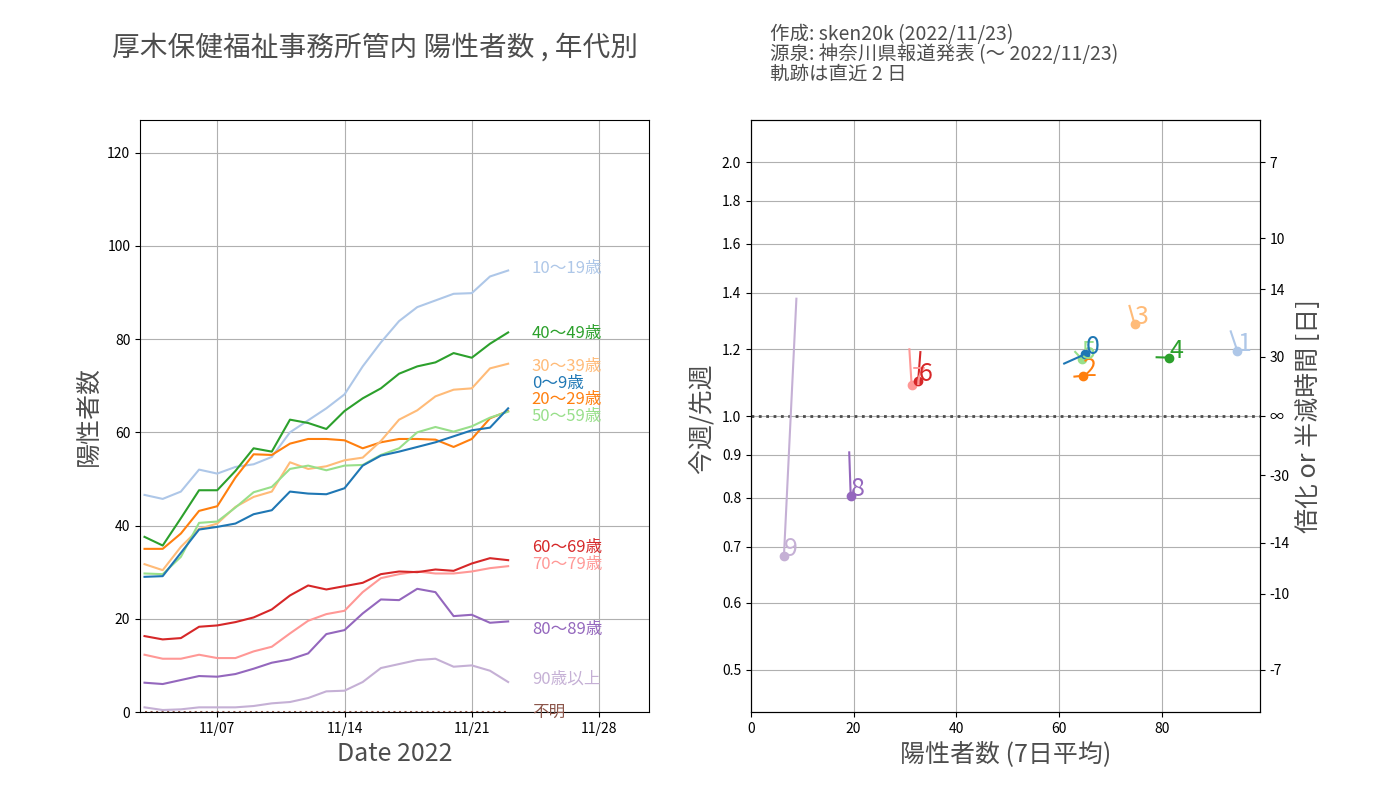 厚木保健福祉事務所管内 陽性者数 , 年代別
作成: sken20k (2022/11/23)
源泉: 神奈川県報道発表 (〜 2022/11/23)
軌跡は直近 2 日
陽性者数
120
100
80
60
40
20
0
10〜19歳
40〜49歳
30〜39歳
0〜9歳
20〜29歳
50〜59歳
60〜69歳
70〜79歳
80〜89歳
90歳以上
不明
11/07
11/14
11/21
11/28
Date 2022
今週/先週
2.0
1.8
1.6
1.4
1.2
1.0
0.9
0.8
0.7
0.6
0.5
3
0
5
4
1
2
7
6
8
9
0
20
40
60
80
陽性者数 (7日平均)
7
10
14
30
∞
-30
-14
-10
-7
倍化 or 半減時間 [日]